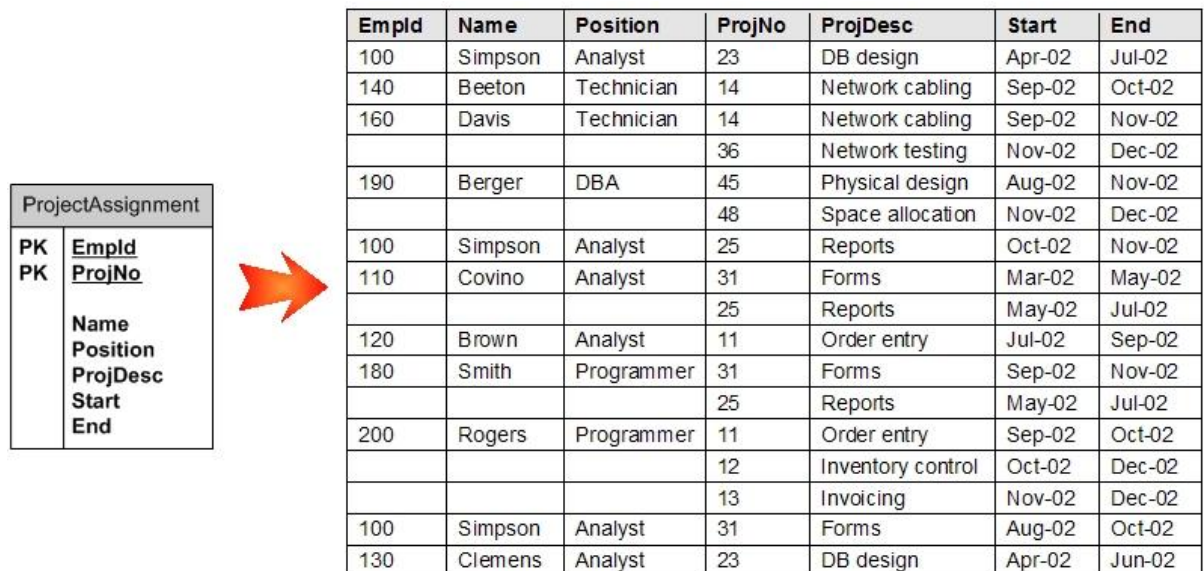 ProjectAssignment
PK EmpId
PK ProjNo
Name
Position
ProjDesc
Start
End
EmpId Name Position ProjNo ProjDesc Start End
100 Simpson Analyst 23 DB design Apr-02 Jul-02
140 Beeton Technician 14 Network cabling Sep-02 Oct-02
160 Davis Technician 14 Network cabling Sep-02 Nov-02
36 Network testing Nov-02 Dec-02
190 Berger DBA 45 Physical design Aug-02 Nov-02
48 Space allocation Nov-02 Dec-02
100 Simpson Analyst 25 Reports Oct-02 Nov-02
110 Covino Analyst 31 Forms Mar-02 May-02
25 Reports May-02 Jul-02
120 Brown Analyst 11 Order entry Jul-02 Sep-02
180 Smith Programmer 31 Forms Sep-02 Nov-02
25 Reports May-02 Jul-02
200 Rogers Programmer 11 Order entry Sep-02 Oct-02
12 Inventory control Oct-02 Dec-02
13 Invoicing Nov-02 Dec-02
100 Simpson Analyst 31 Forms Aug-02 Oct-02
130 Clemens Analyst 23 DB design Apr-02 Jun-02